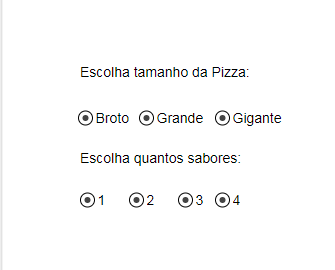 Escolha tamanho da Pizza:
Broto Grande Gigante
Escolha quantos sabores:
1 2 3 4